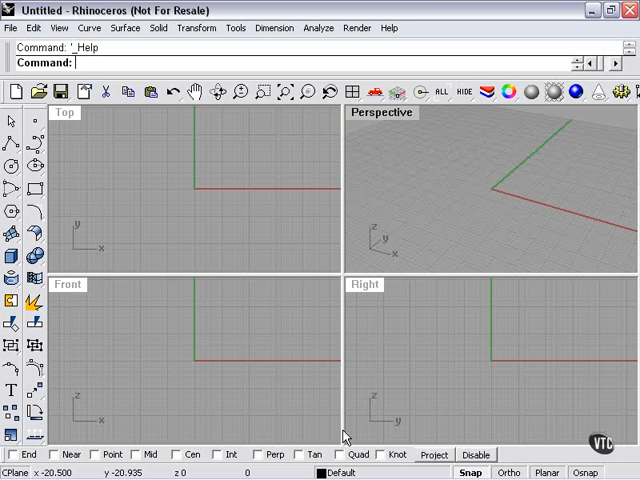 Untitled - Rhinoceros (Not For Resale)
File Edit View Curve Surface Solid Transform Tools Dimension Analyze Render Help
Command: '_Help
Command:
ALL HIDE
Top
Perspective
y
x
z
y
x
Front
Right
z
x
z
y
T
VTC
End Near Point Mid Cen Int Perp Tan Quad Knot Project Disable
CPlane x -20.500 y -20.935 z 0 0 Default Snap Ortho Planar Osnap